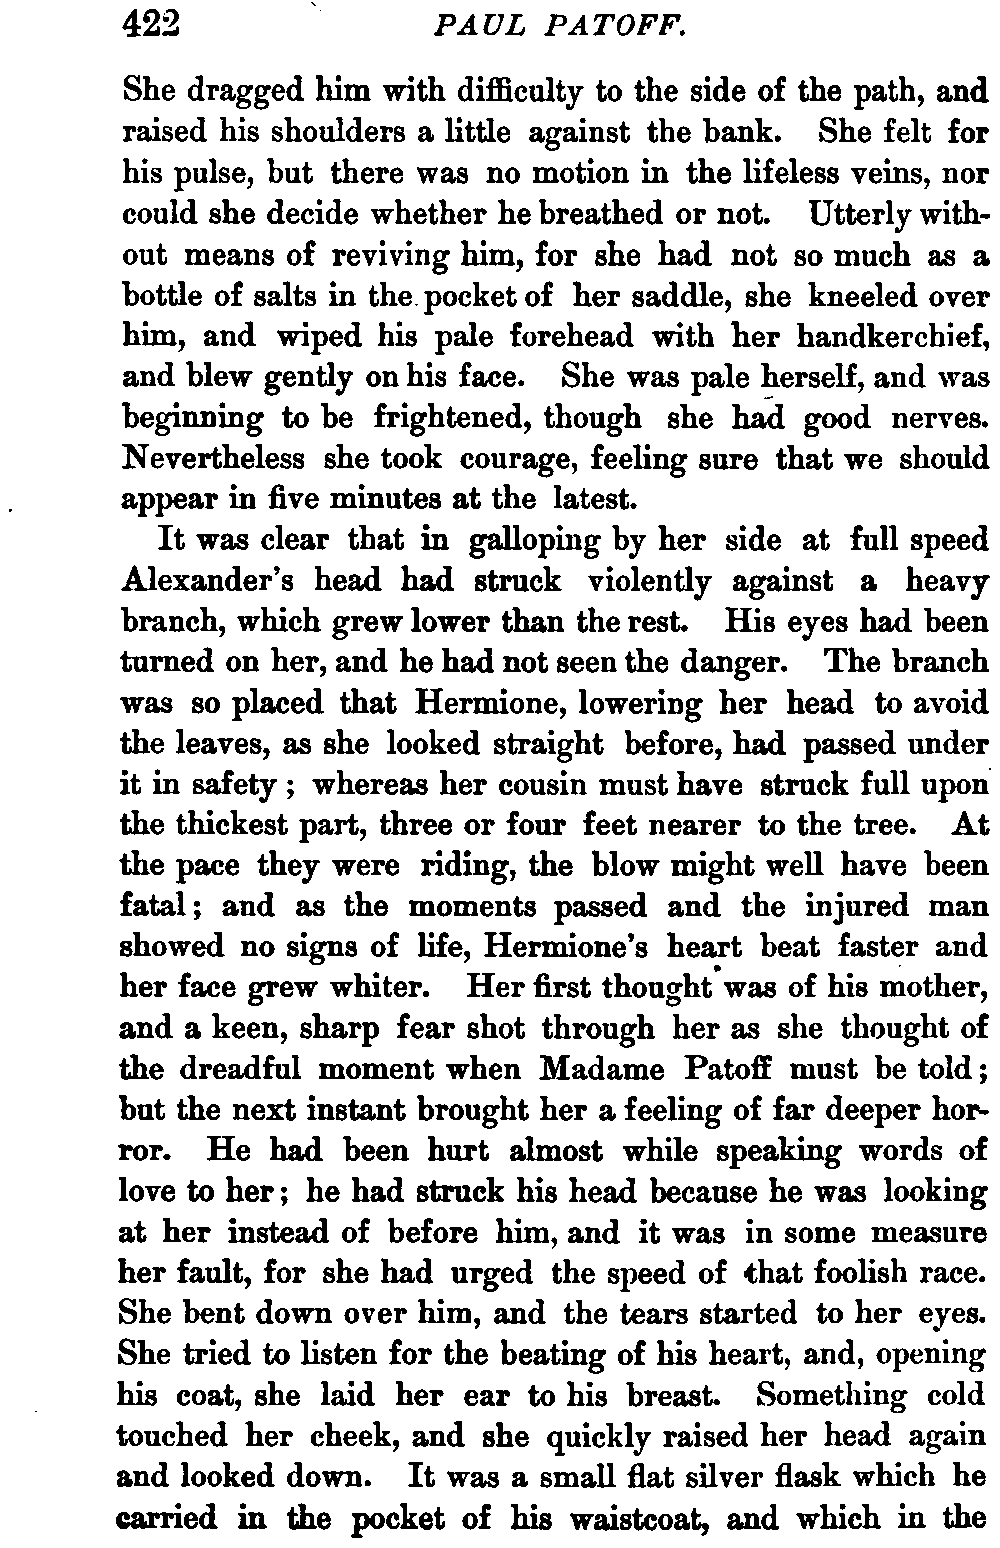 422 PAUL PATOFF.
She dragged him with difficulty to the side of the path, and
raised his shoulders a little against the bank. She felt for
his pulse, but there was no motion in the lifeless veins, nor
could she decide whether he breathed or not. Utterly with-
out means of reviving him, for she had not so much as a
bottle of salts in the pocket of her saddle, she kneeled over
him, and wiped his pale forehead with her handkerchief,
and blew gently on his face. She was pale herself, and was
beginning to be frightened, though she had good nerves.
Nevertheless she took courage, feeling sure that we should
appear in five minutes at the latest.
It was clear that in galloping by her side at full speed
Alexander's head had struck violently against a heavy
branch, which grew lower than the rest. His eyes had been
turned on her, and he had not seen the danger. The branch
was so placed that Hermione, lowering her head to avoid
the leaves, as she looked straight before, had passed under
it in safety; whereas her cousin must have struck full upon
the thickest part, three or four feet nearer to the tree. At
the pace they were riding, the blow might well have been
fatal; and as the moments passed and the injured man
showed no signs of life, Hermione's heart beat faster and
her face grew whiter. Her first thought was of his mother,
and a keen, sharp fear shot through her as she thought of
the dreadful moment when Madame Patoff must be told;
but the next instant brought her a feeling of far deeper hor-
ror. He had been hurt almost while speaking words of
love to her; he had struck his head because he was looking
at her instead of before him, and it was in some measure
her fault, for she had urged the speed of that foolish race.
She bent down over him, and the tears started to her eyes.
She tried to listen for the beating of his heart, and, opening
his coat, she laid her ear to his breast. Something cold
touched her cheek, and she quickly raised her head again
and looked down. It was a small flat silver flask which he
carried in the pocket of his waistcoat, and which in the